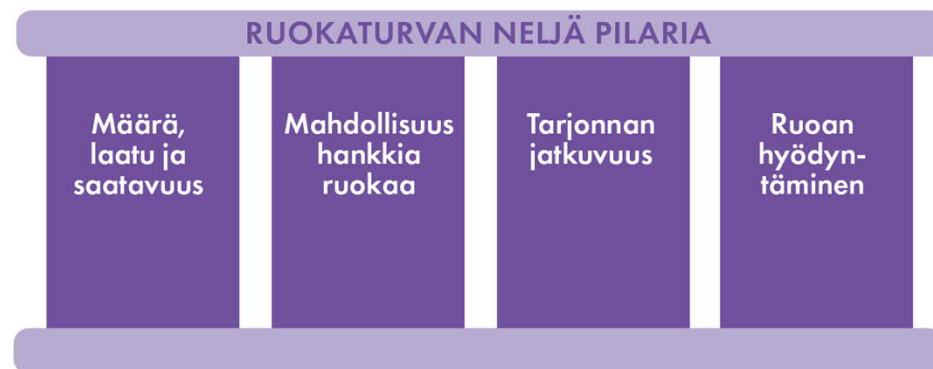 RUOKATURVAN NELJÄ PILARIA
Määrä,
laatu ja
saatavuus
Mahdollisuus
hankkia
ruokaa
Tarjonnan
jatkuvuus
Ruoan
hyödyn-
täminen